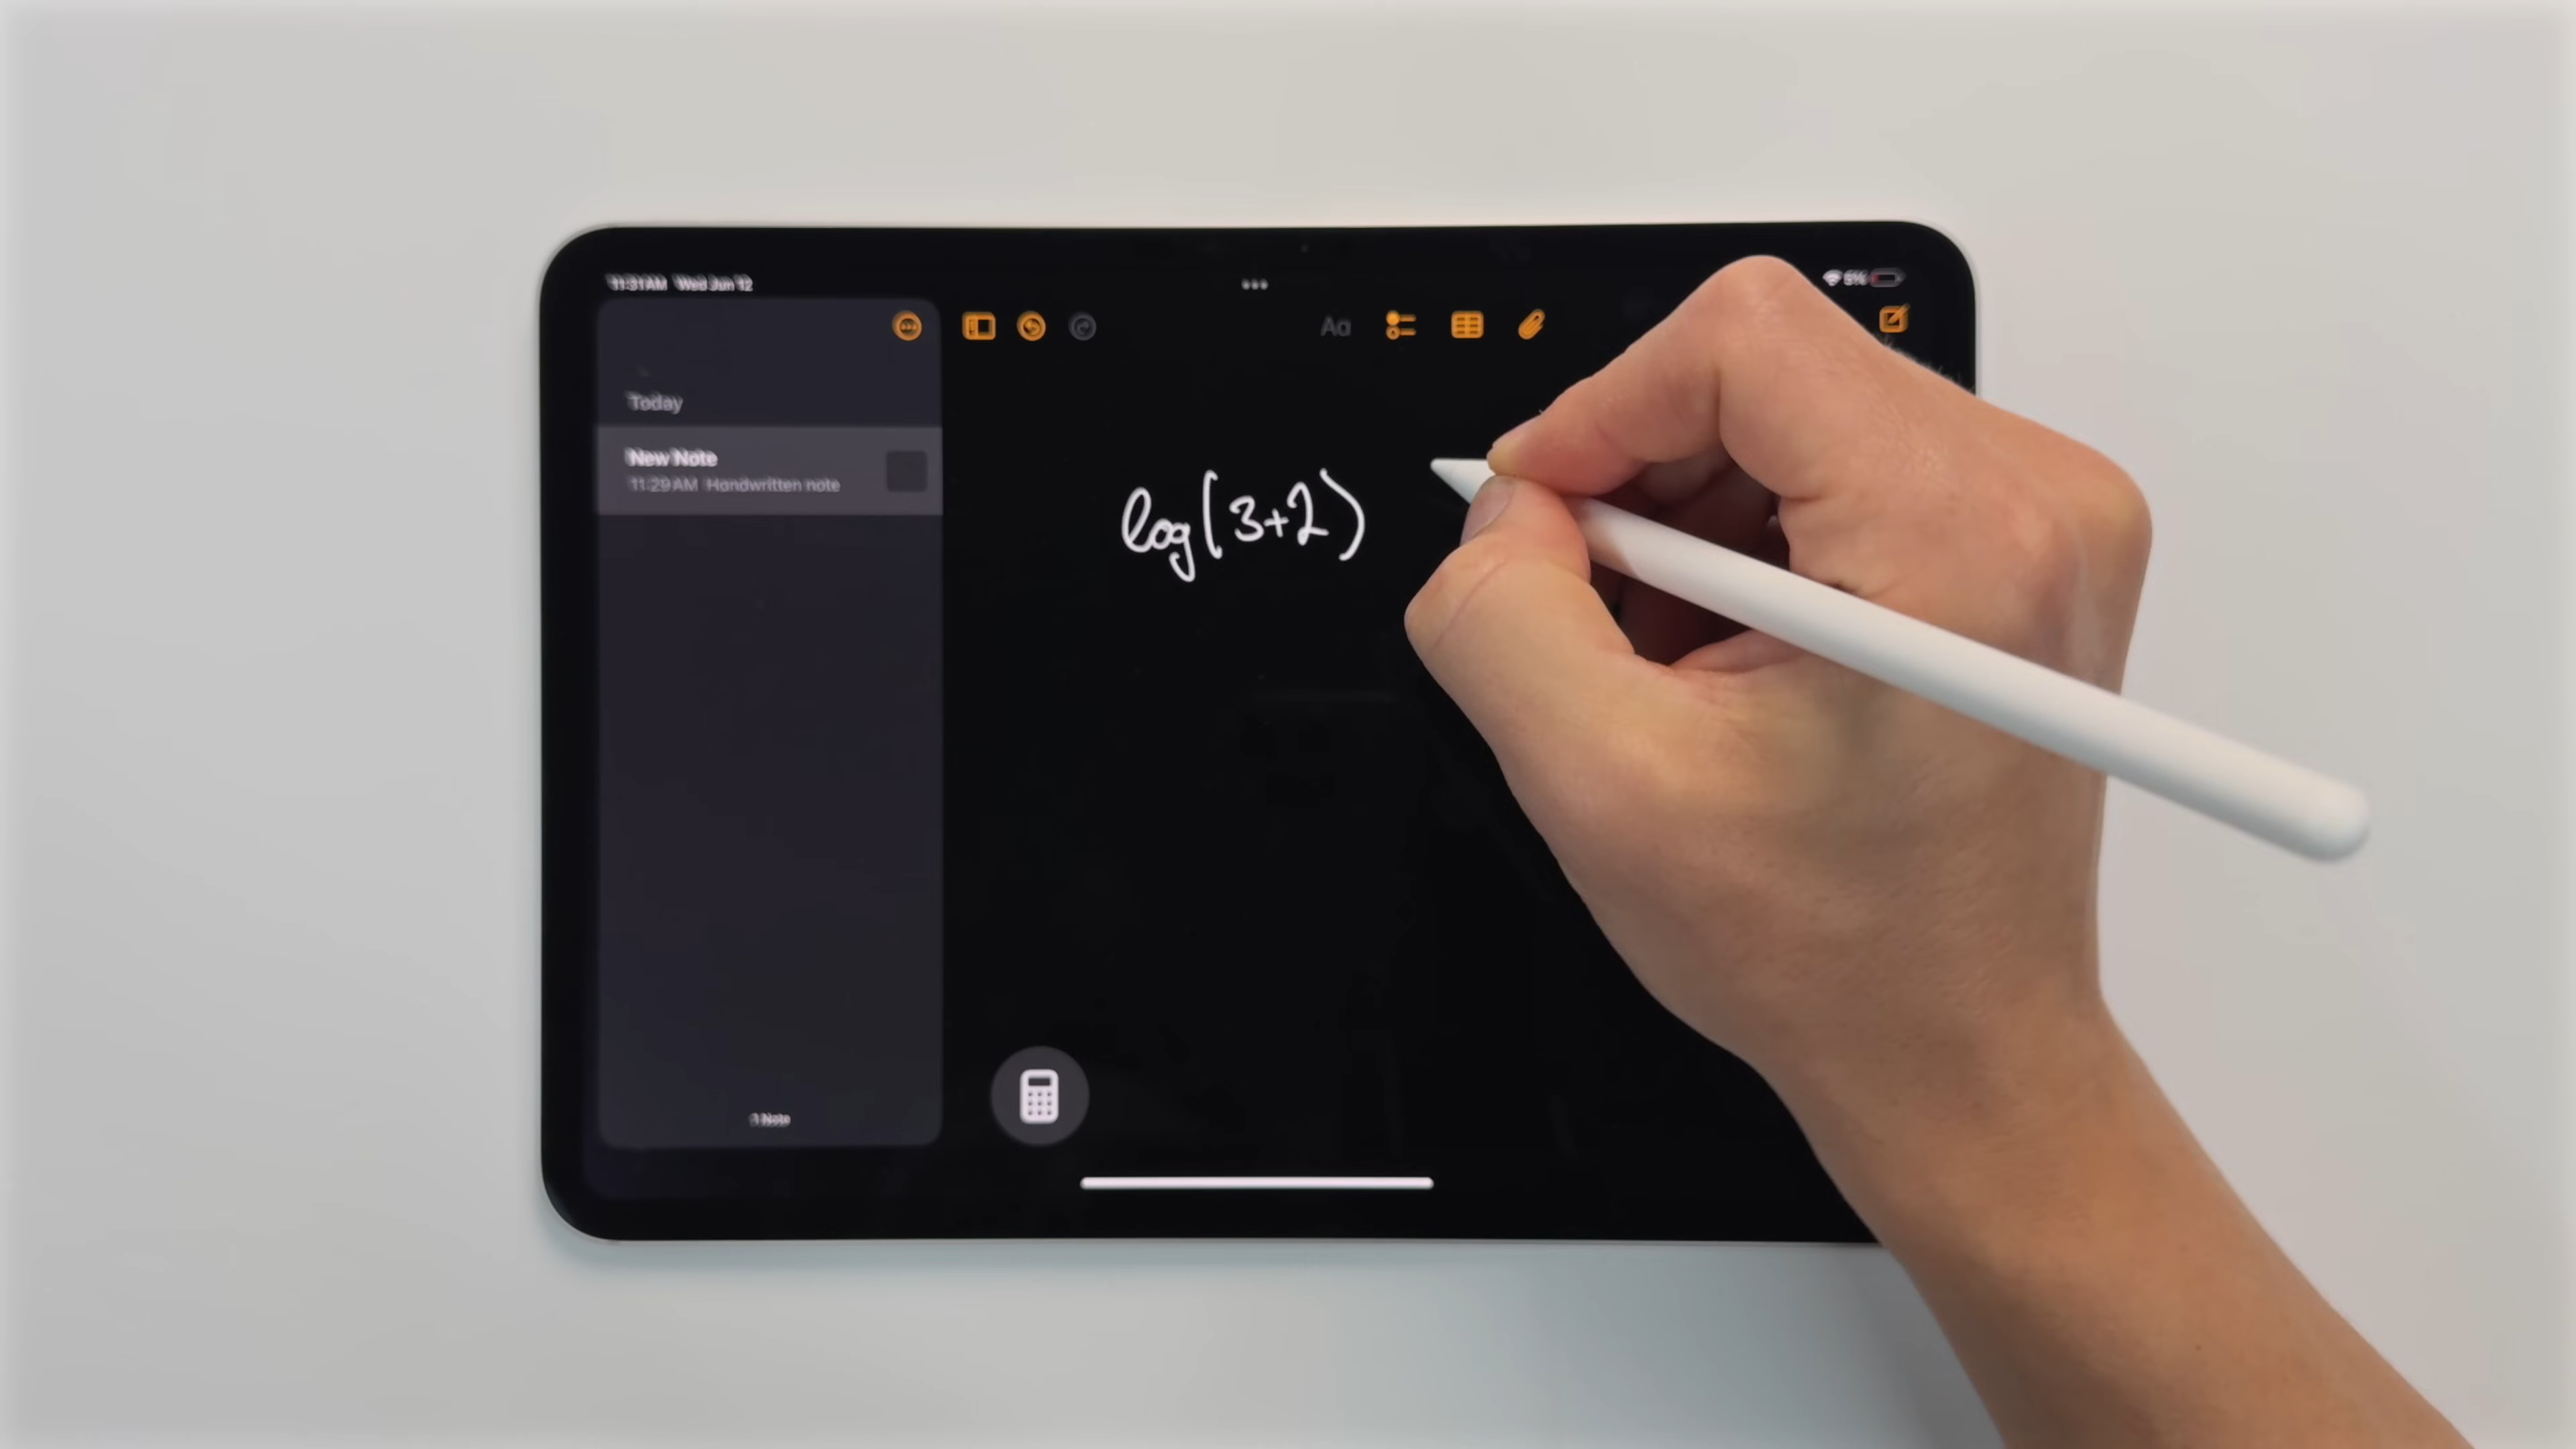 11:31 AM Wed Jun 12
5%
Aa
Today
New Note
11:29 AM Handwritten note
log(3+2)
1 Note